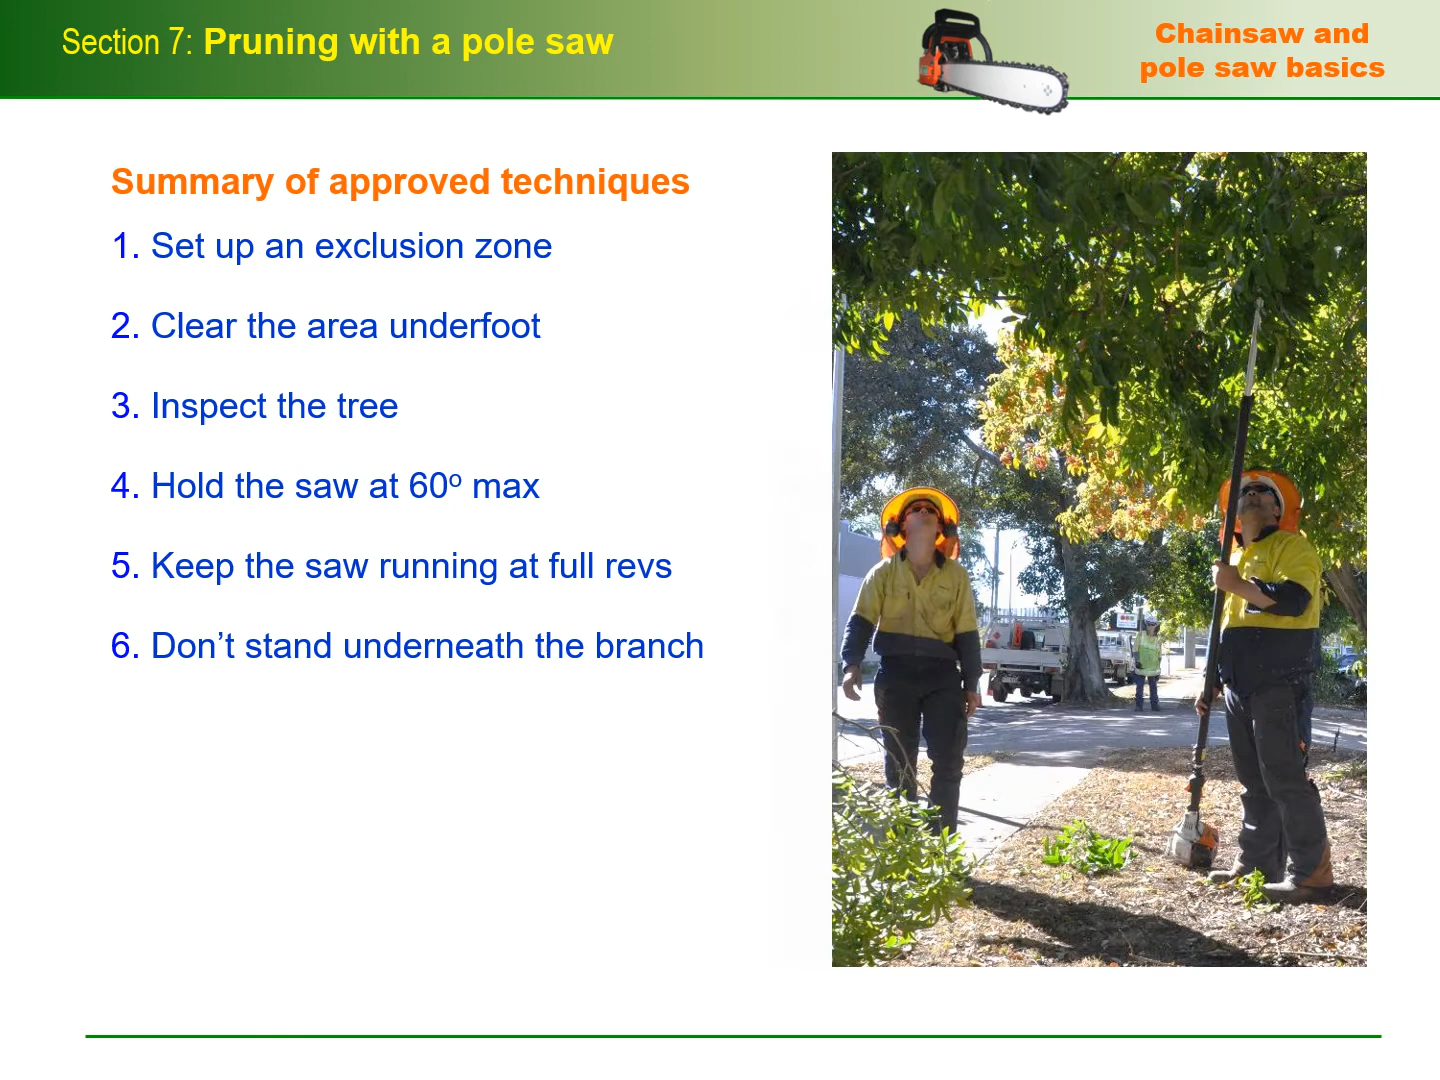 Section 7: Pruning with a pole saw
Chainsaw and
pole saw basics
Summary of approved techniques
1. Set up an exclusion zone
2. Clear the area underfoot
3. Inspect the tree
4. Hold the saw at 60º max
5. Keep the saw running at full revs
6. Don’t stand underneath the branch